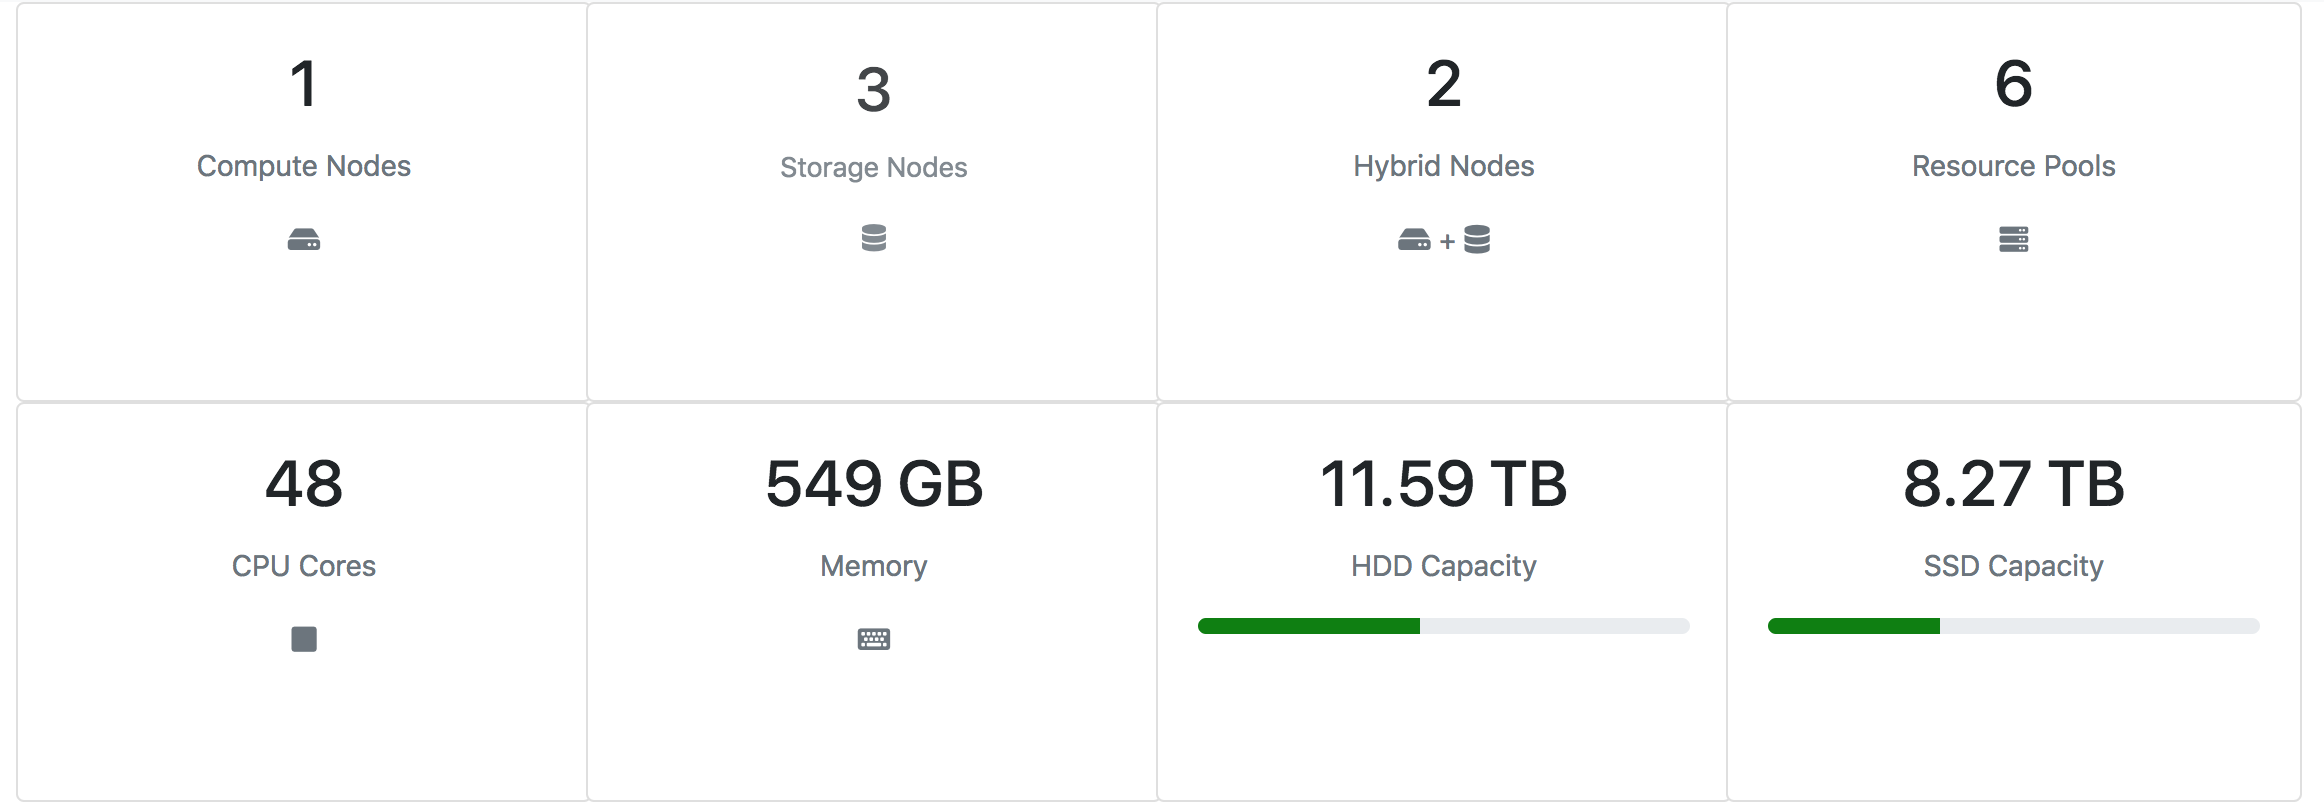 1
Compute Nodes
3
Storage Nodes
2
Hybrid Nodes
+
6
Resource Pools
48
CPU Cores
549 GB
Memory
11.59 TB
HDD Capacity
8.27 TB
SSD Capacity